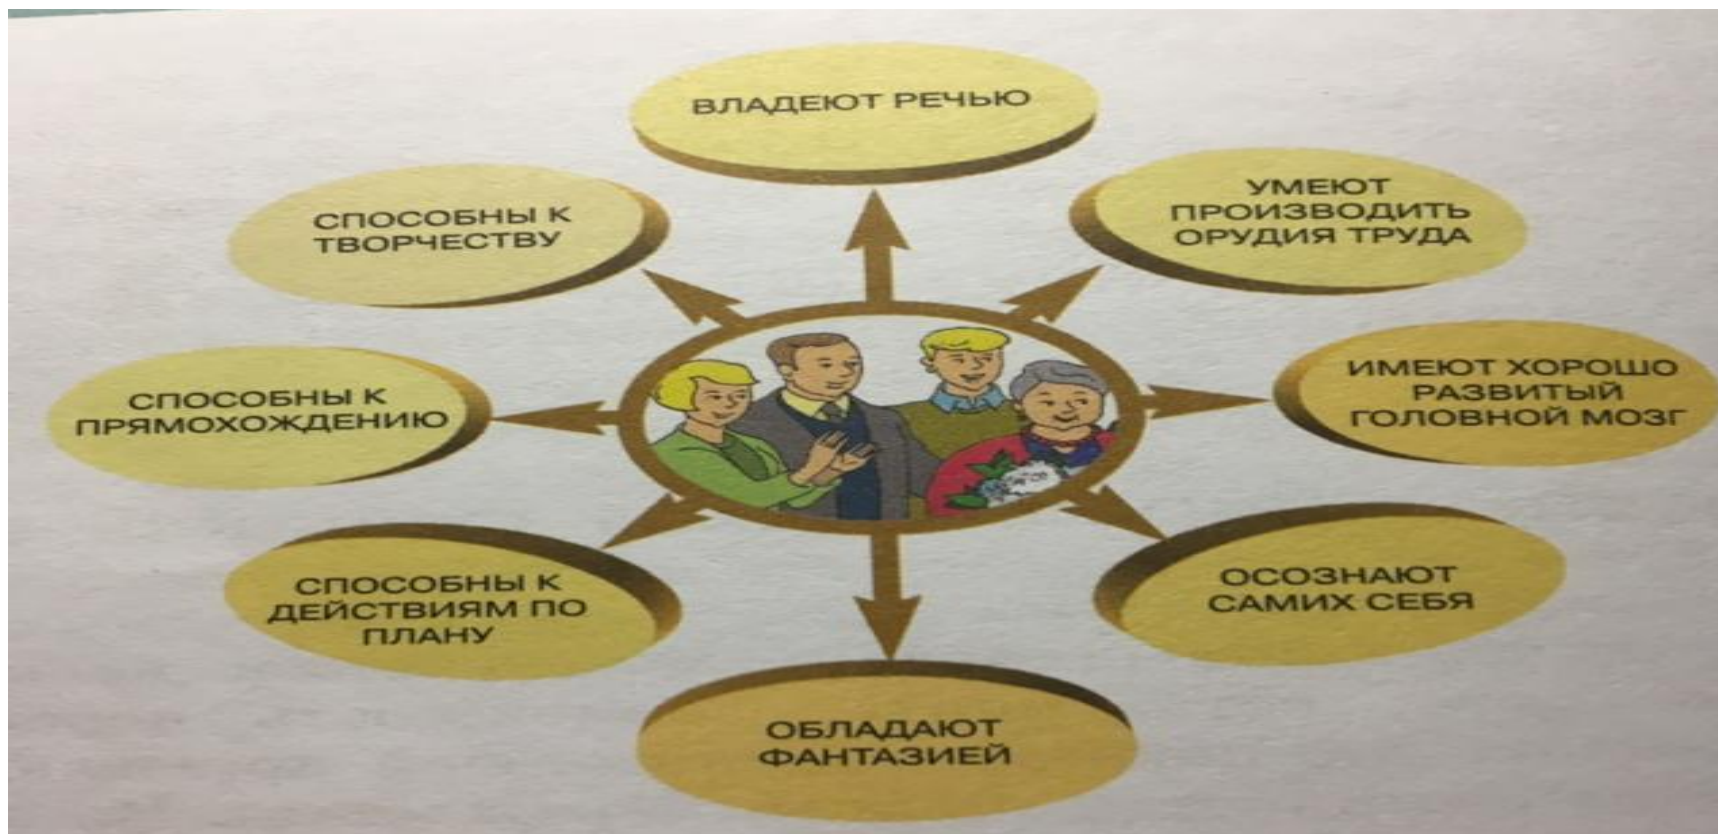 ВЛАДЕЮТ РЕЧЬЮ
УМЕЮТ
ПРОИЗВОДИТЬ
ОРУДИЯ ТРУДА
ИМЕЮТ ХОРОШО
РАЗВИТЫЙ
ГОЛОВНОЙ МОЗГ
ОСОЗНАЮТ
САМИХ СЕБЯ
ОБЛАДАЮТ
ФАНТАЗИЕЙ
СПОСОБНЫ К
ДЕЙСТВИЯМ ПО
ПЛАНУ
СПОСОБНЫ К
ПРЯМОХОЖДЕНИЮ
СПОСОБНЫ К
ТВОРЧЕСТВУ